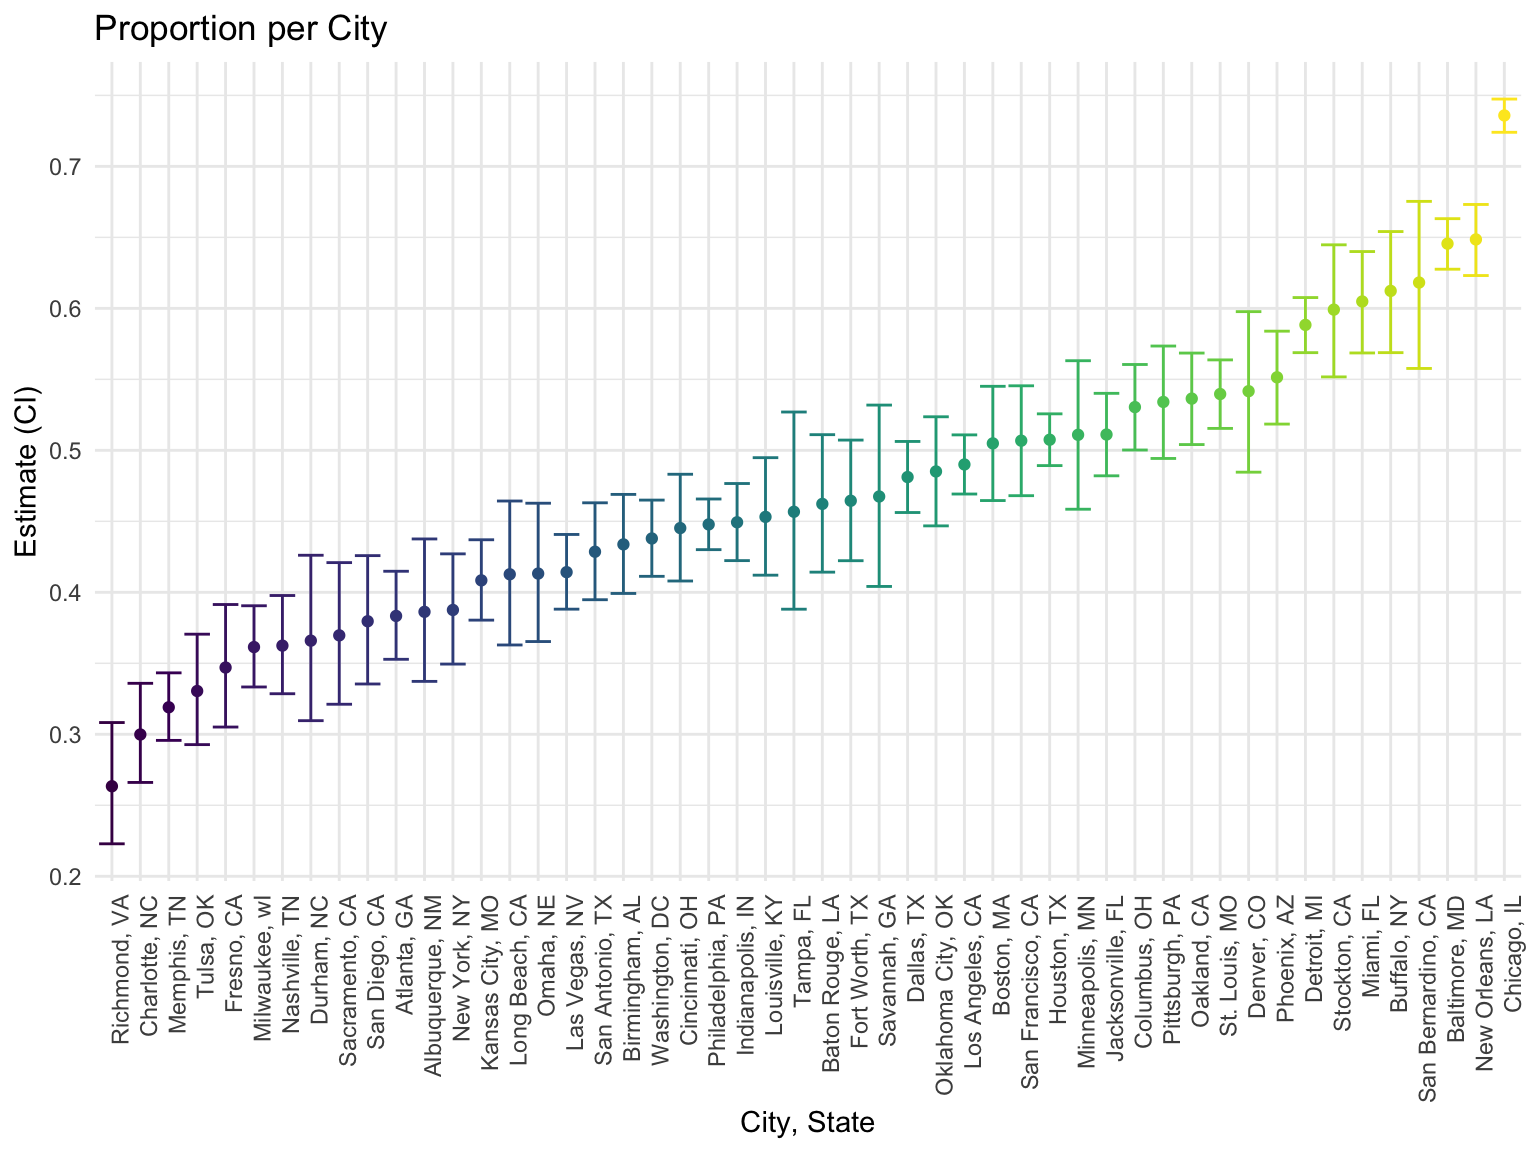 Proportion per City
Estimate (CI)
0.7
0.6
0.5
0.4
0.3
0.2
Richmond, VA
Charlotte, NC
Memphis, TN
Tulsa, OK
Fresno, CA
Milwaukee, wI
Nashville, TN
Durham, NC
Sacramento, CA
San Diego, CA
Atlanta, GA
Albuquerque, NM
New York, NY
Kansas City, MO
Long Beach, CA
Omaha, NE
Las Vegas, NV
San Antonio, TX
Birmingham, AL
Washington, DC
Cincinnati, OH
Philadelphia, PA
Indianapolis, IN
Louisville, KY
Tampa, FL
Baton Rouge, LA
Fort Worth, TX
Savannah, GA
Dallas, TX
Oklahoma City, OK
Los Angeles, CA
Boston, MA
San Francisco, CA
Houston, TX
Minneapolis, MN
Jacksonville, FL
Columbus, OH
Pittsburgh, PA
Oakland, CA
St. Louis, MO
Denver, CO
Phoenix, AZ
Detroit, MI
Stockton, CA
Miami, FL
Buffalo, NY
San Bernardino, CA
Baltimore, MD
New Orleans, LA
Chicago, IL
City, State